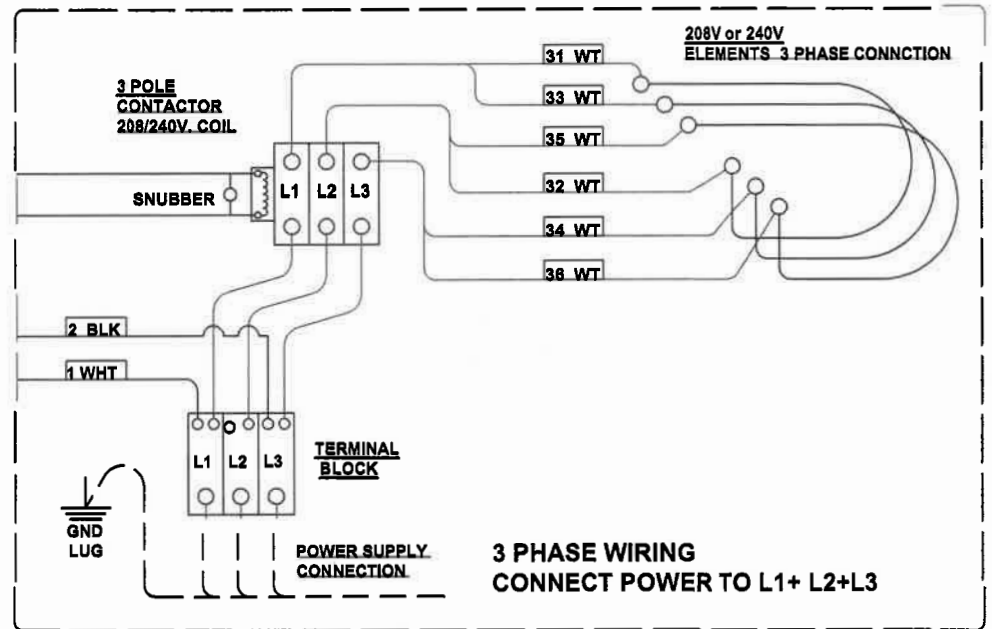 208V or 240V
ELEMENTS 3 PHASE CONNCTION
31 WT
3 POLE
CONTACTOR
208/240V. COIL
33 WT
35 WT
SNUBBER
L1 L2 L3
32 WT
34 WT
36 WT
2 BLK
1 WHT
TERMINAL
BLOCK
L1 L2 L3
GND
LUG
POWER SUPPLY
CONNECTION
3 PHASE WIRING
CONNECT POWER TO L1+ L2+L3